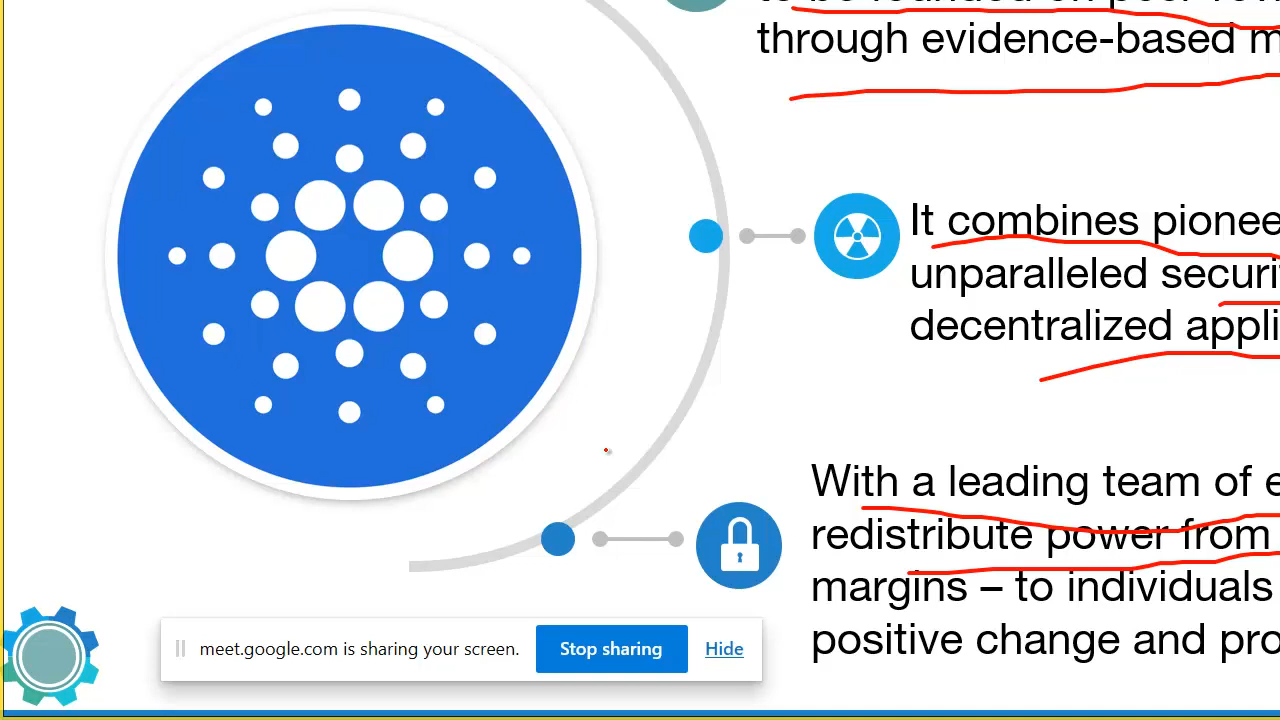 through evidence-based
It combines
unparalleled
decentralized
With a leading team of
redistribute power from
margins – to individuals
positive change and
meet.google.com is sharing your screen.
Stop sharing
Hide